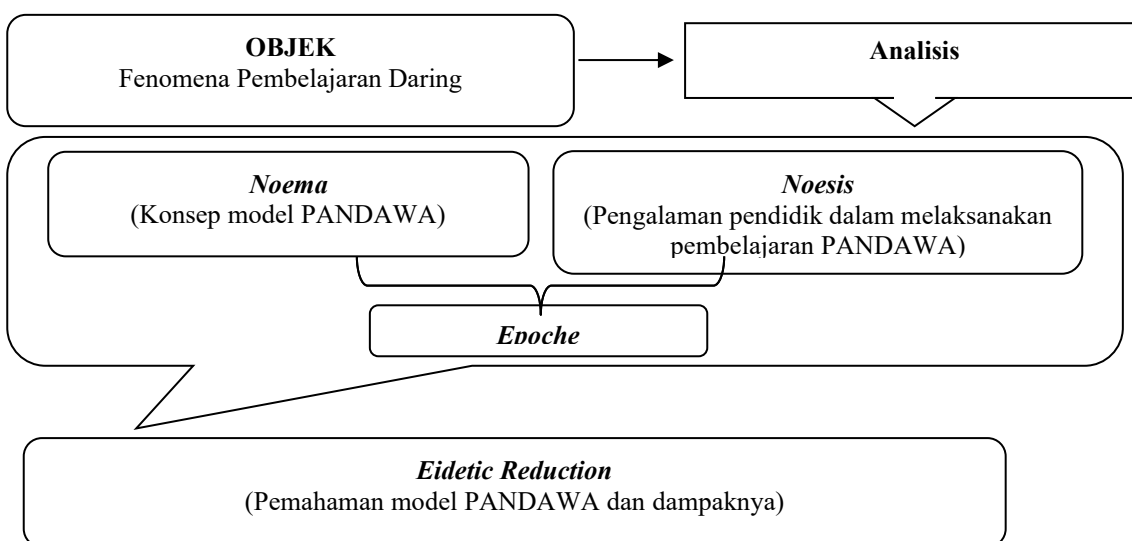 OBJEK
Fenomena Pembelajaran Daring
Analisis
Noema
(Konsep model PANDAWA)
Noesis
(Pengalaman pendidik dalam melaksanakan
pembelajaran PANDAWA)
Epoche
Eidetic Reduction
(Pemahaman model PANDAWA dan dampaknya)